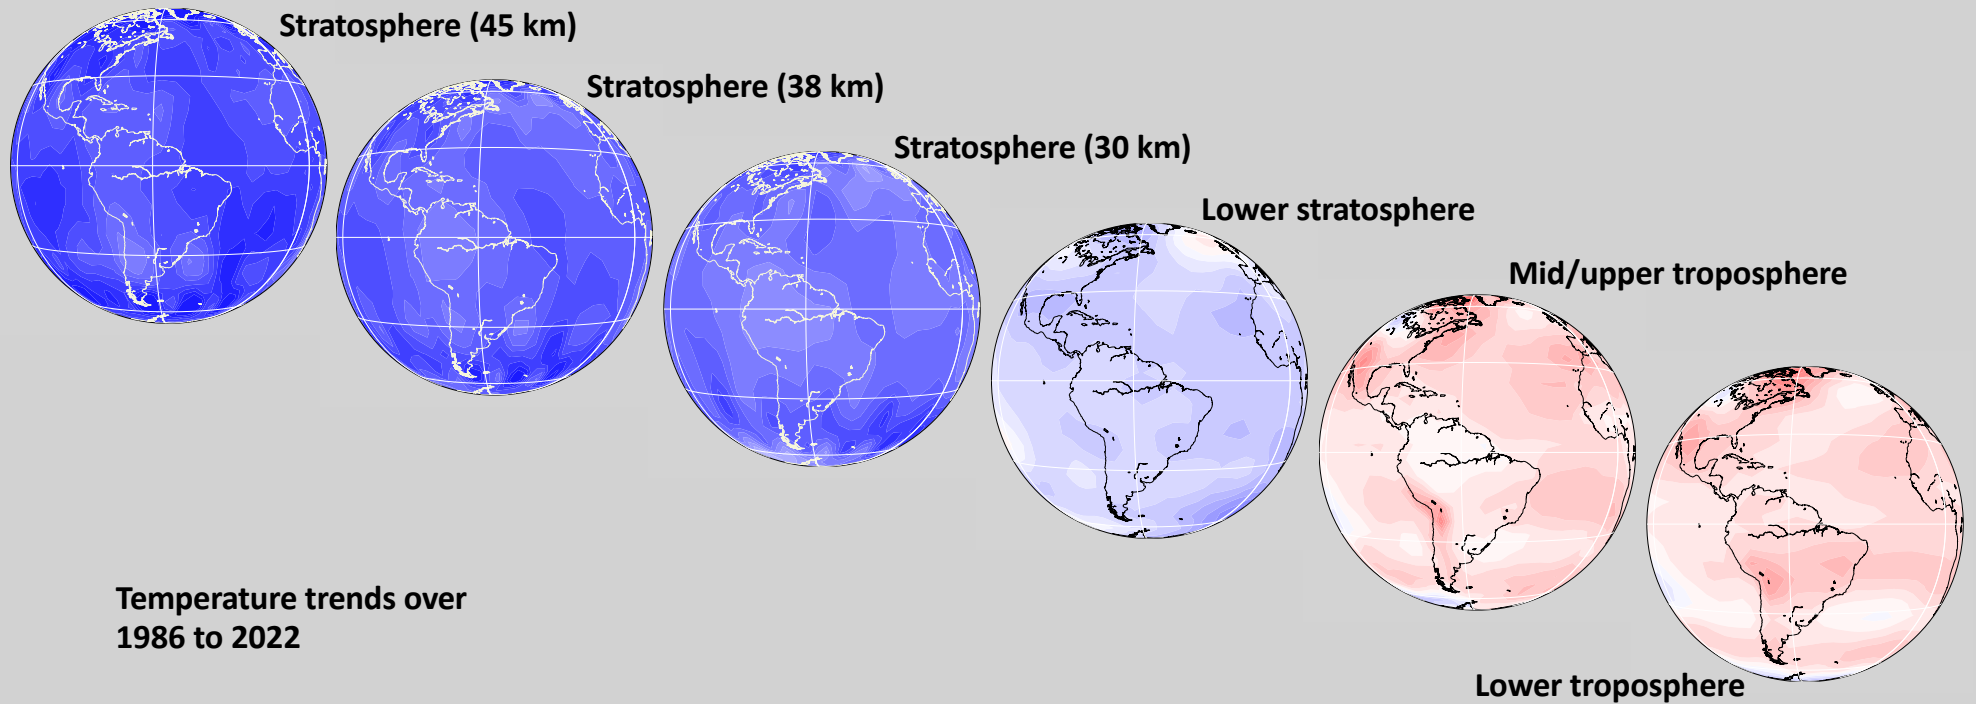 Stratosphere (45 km)
Stratosphere (38 km)
Stratosphere (30 km)
Lower stratosphere
Mid/upper troposphere
Lower troposphere
Temperature trends over
1986 to 2022